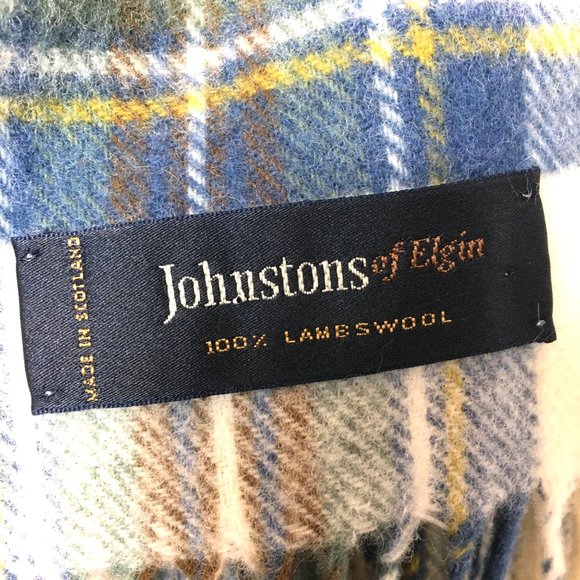 MADE IN SCOTLAND
Johnstons of Elgin
100% LAMBSWOOL